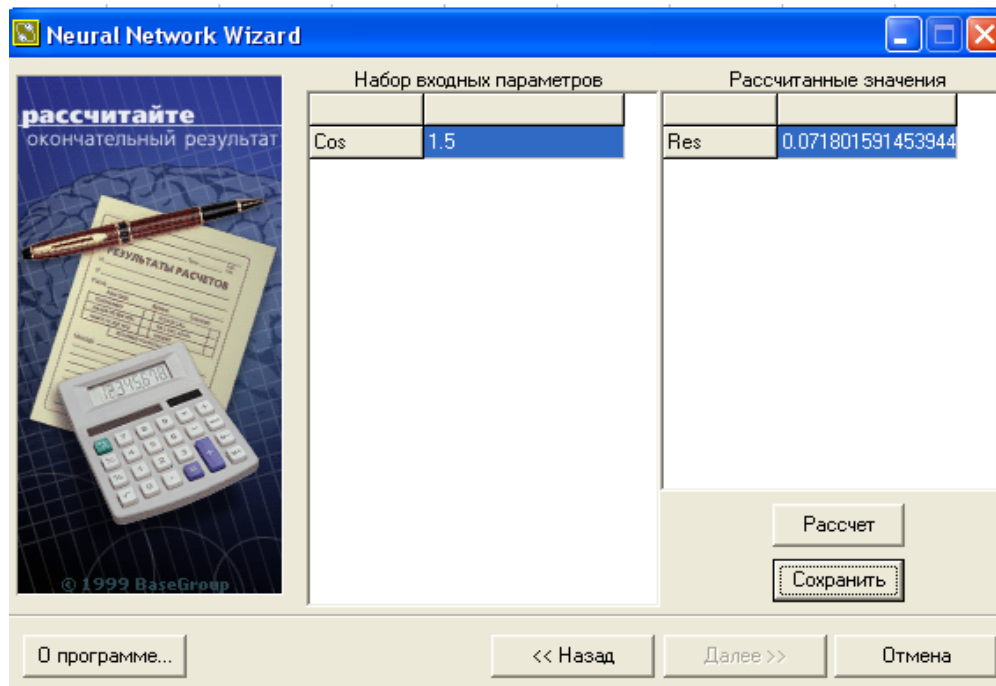 Neural Network Wizard
рассчитайте
окончательный результат
РЕЗУЛЬТАТЫ РАСЧЕТОВ
12345678
© 1999 BaseGroup
Набор входных параметров
Cos 1.5
Рассчитанные значения
Res 0.071801591453944
Рассчет
Сохранить
О программе...
<< Назад
Далее >>
Отмена